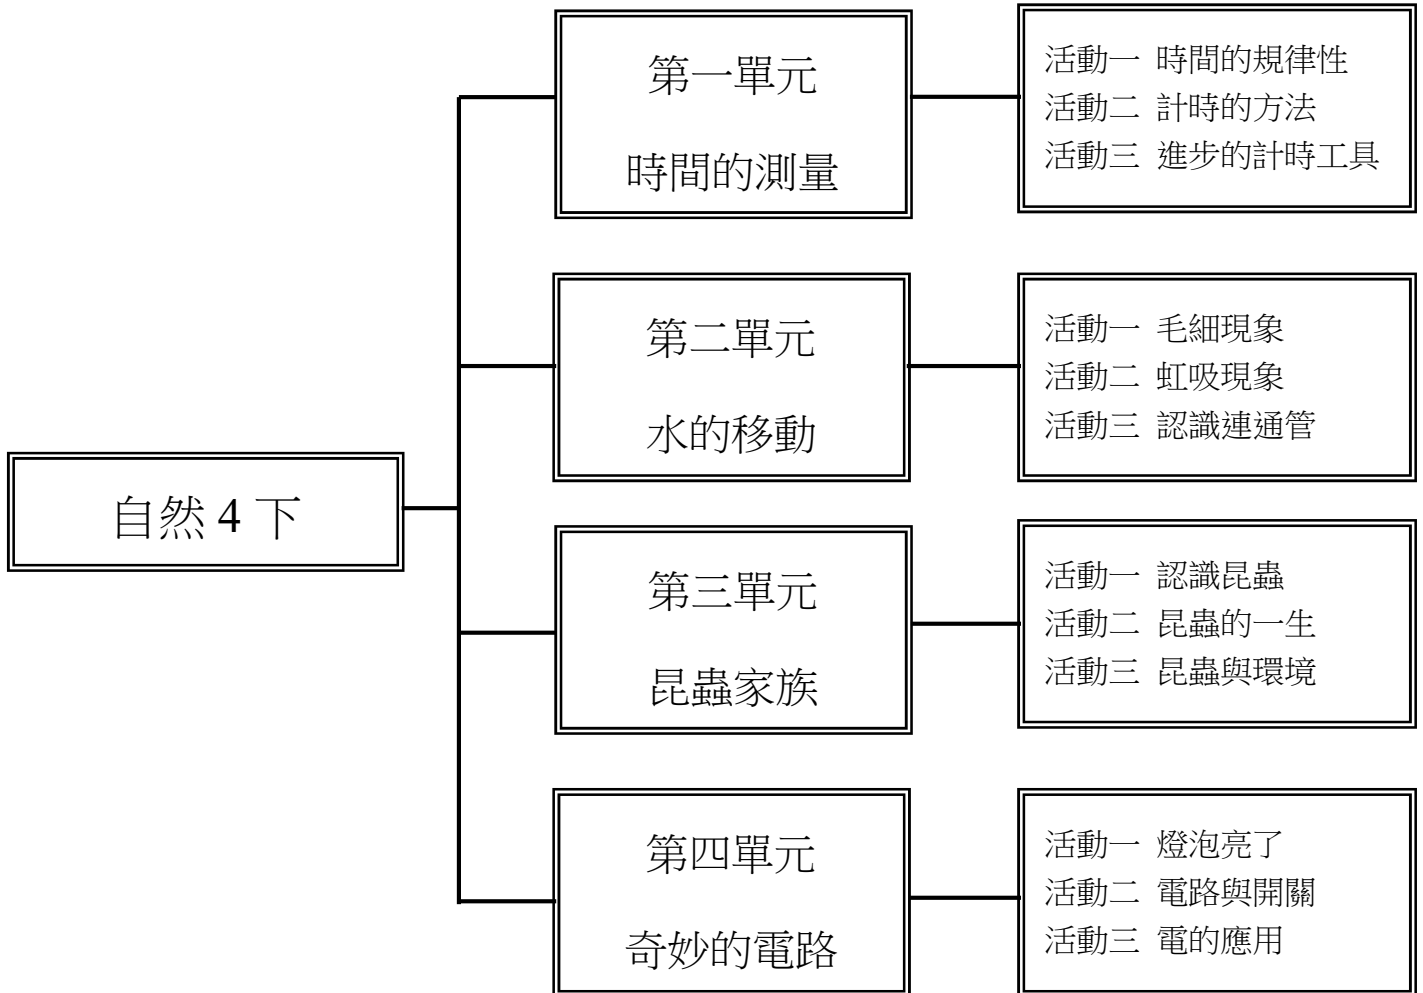 自然 4 下
第一單元
時間的測量
活動一 時間的規律性
活動二 計時的方法
活動三 進步的計時工具
第二單元
水的移動
活動一 毛細現象
活動二 虹吸現象
活動三 認識連通管
第三單元
昆蟲家族
活動一 認識昆蟲
活動二 昆蟲的一生
活動三 昆蟲與環境
第四單元
奇妙的電路
活動一 燈泡亮了
活動二 電路與開關
活動三 電的應用